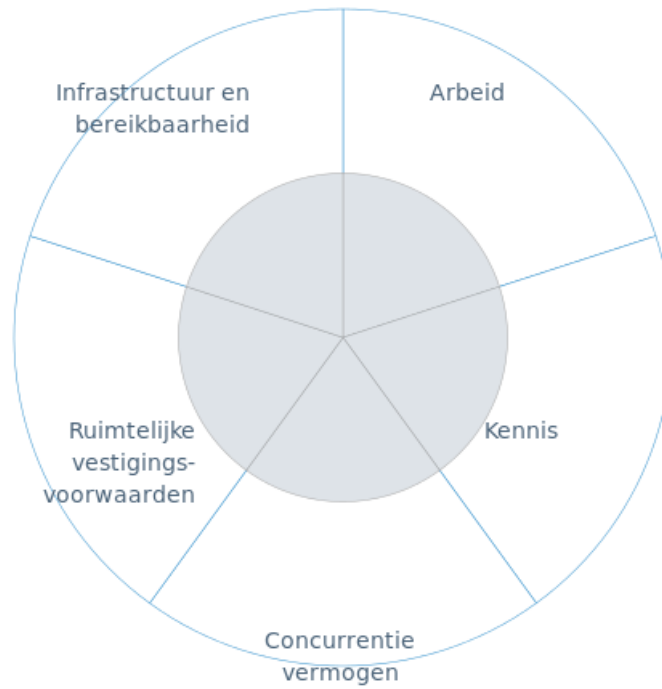 Infrastructuur en
bereikbaarheid
Arbeid
Ruimtelijke
vestigings-
voorwaarden
Kennis
Concurrentie
vermogen